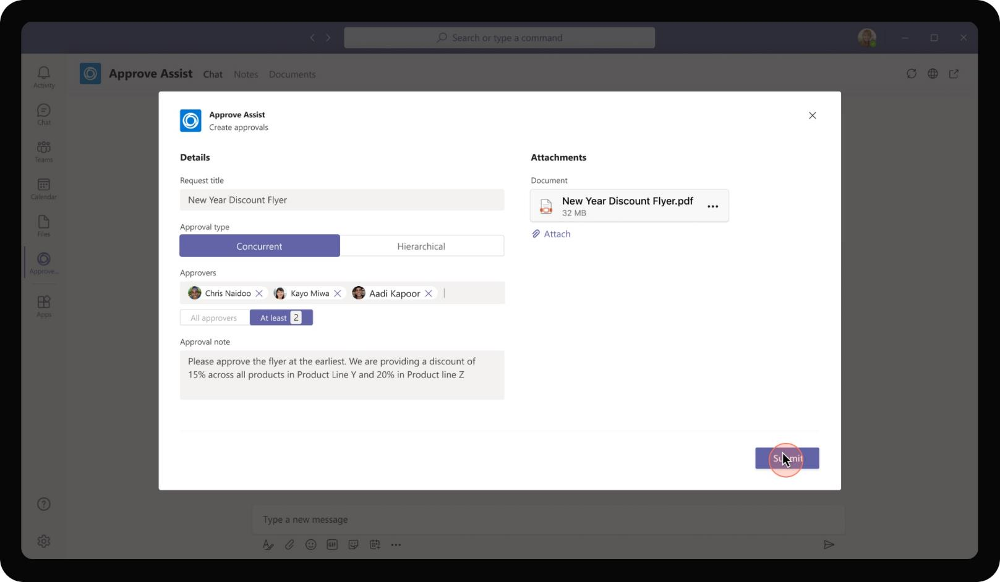 Search or type a command
Activity
Chat
Teams
Calendar
Files
Approve...
Apps
Approve Assist Chat Notes Documents
Approve Assist
Create approvals
Details
Request title
New Year Discount Flyer
Approval type
Concurrent Hierarchical
Approvers
Chris Naidoo Kayo Miwa Aadi Kapoor
All approvers At least 2
Approval note
Please approve the flyer at the earliest. We are providing a discount of
15% across all products in Product Line Y and 20% in Product line Z
Attachments
Document
New Year Discount Flyer.pdf
32 MB
Attach
Submit
Type a new message
GIF